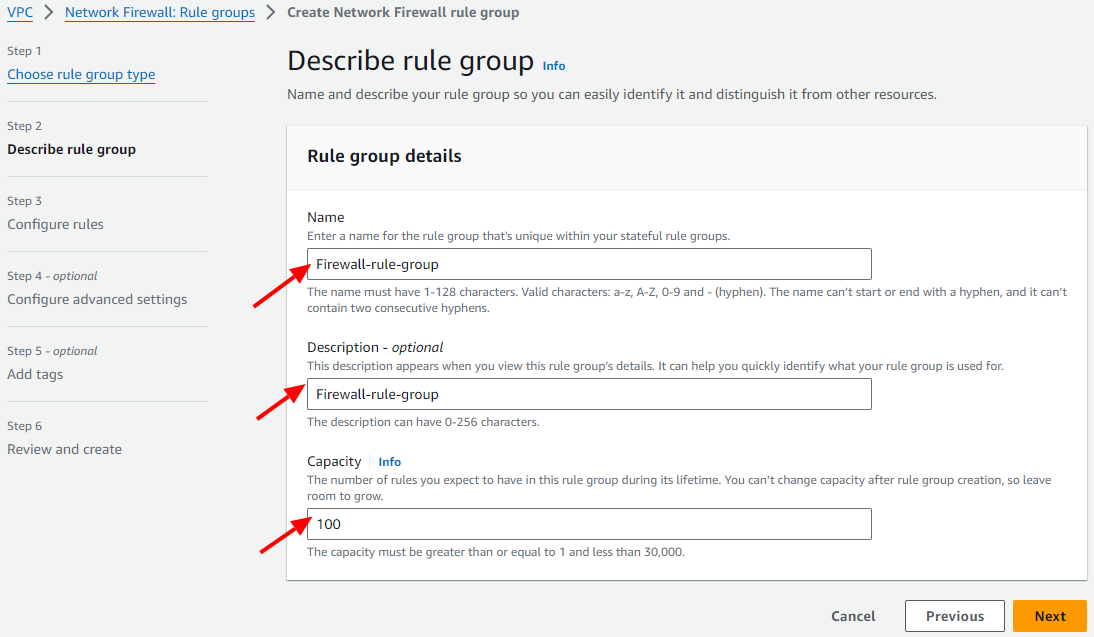 VPC > Network Firewall: Rule groups > Create Network Firewall rule group
Step 1
Choose rule group type
Step 2
Describe rule group
Step 3
Configure rules
Step 4 - optional
Configure advanced settings
Step 5 - optional
Add tags
Step 6
Review and create
Describe rule group Info
Name and describe your rule group so you can easily identify it and distinguish it from other resources.
Rule group details
Name
Enter a name for the rule group that's unique within your stateful rule groups.
Firewall-rule-group
The name must have 1-128 characters. Valid characters: a-z, A-Z, 0-9 and - (hyphen). The name can't start or end with a hyphen, and it can't
contain two consecutive hyphens.
Description - optional
This description appears when you view this rule group's details. It can help you quickly identify what your rule group is used for.
Firewall-rule-group
The description can have 0-256 characters.
Capacity Info
The number of rules you expect to have in this rule group during its lifetime. You can't change capacity after rule group creation, so leave
room to grow.
100
The capacity must be greater than or equal to 1 and less than 30,000.
Cancel Previous Next